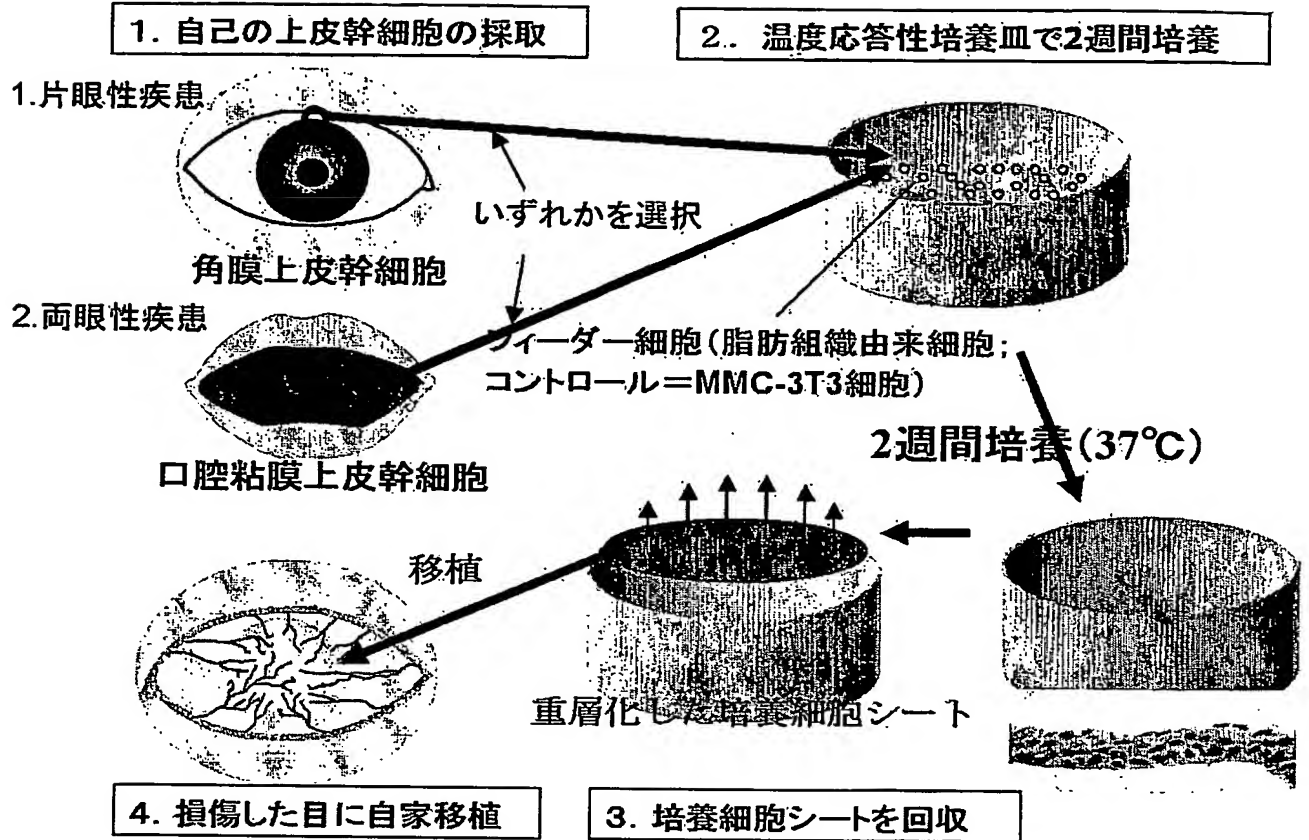 1. 自己の上皮幹細胞の採取
2. 温度応答性培養皿で2週間培養
1.片眼性疾患
いずれかを選択
角膜上皮幹細胞
2.両眼性疾患
フィーダー細胞(脂肪組織由来細胞;
コントロール=MMC-3T3細胞)
口腔粘膜上皮幹細胞
2週間培養(37℃)
移植
重層化した培養細胞シート
4. 損傷した目に自家移植
3. 培養細胞シートを回収